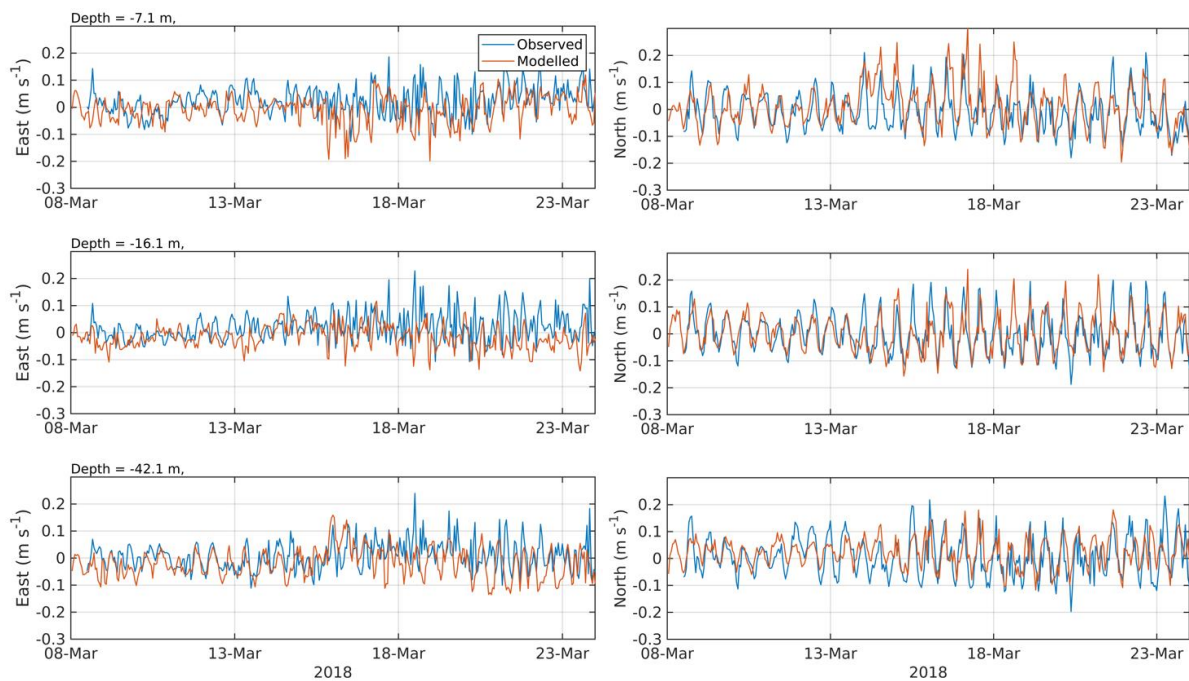 Depth = -7.1 m,
Observed
Modelled
East (m s⁻¹)
0.2
0.1
0
-0.1
-0.2
-0.3
08-Mar
13-Mar
18-Mar
23-Mar
North (m s⁻¹)
0.2
0.1
0
-0.1
-0.2
-0.3
08-Mar
13-Mar
18-Mar
23-Mar
Depth = -16.1 m,
East (m s⁻¹)
0.2
0.1
0
-0.1
-0.2
-0.3
08-Mar
13-Mar
18-Mar
23-Mar
North (m s⁻¹)
0.2
0.1
0
-0.1
-0.2
-0.3
08-Mar
13-Mar
18-Mar
23-Mar
Depth = -42.1 m,
East (m s⁻¹)
0.2
0.1
0
-0.1
-0.2
-0.3
08-Mar
13-Mar
18-Mar
23-Mar
2018
North (m s⁻¹)
0.2
0.1
0
-0.1
-0.2
-0.3
08-Mar
13-Mar
18-Mar
23-Mar
2018